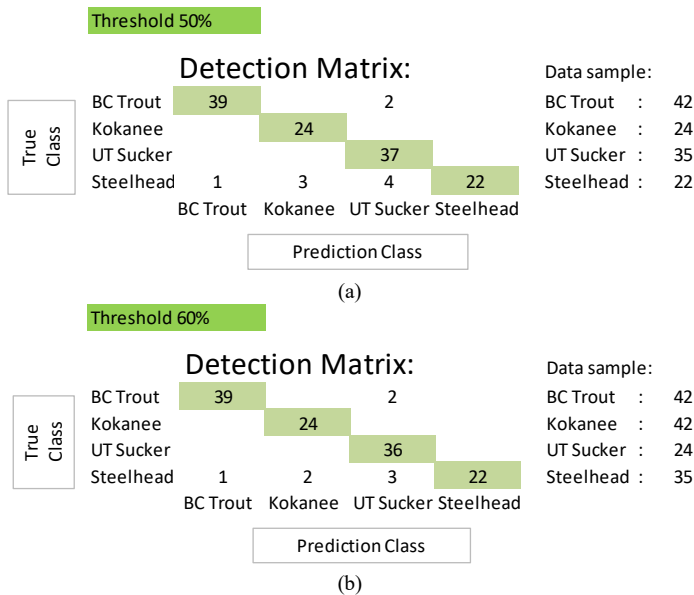 Threshold 50%
Detection Matrix:
Data sample:
True Class
BC Trout 39 2
BC Trout : 42
Kokanee 24
Kokanee : 24
UT Sucker 37
UT Sucker : 35
Steelhead 1 3 4 22
Steelhead : 22
BC Trout Kokanee UT Sucker Steelhead
Prediction Class
(a)
Threshold 60%
Detection Matrix:
Data sample:
True Class
BC Trout 39 2
BC Trout : 42
Kokanee 24
Kokanee : 42
UT Sucker 36
UT Sucker : 24
Steelhead 1 2 3 22
Steelhead : 35
BC Trout Kokanee UT Sucker Steelhead
Prediction Class
(b)